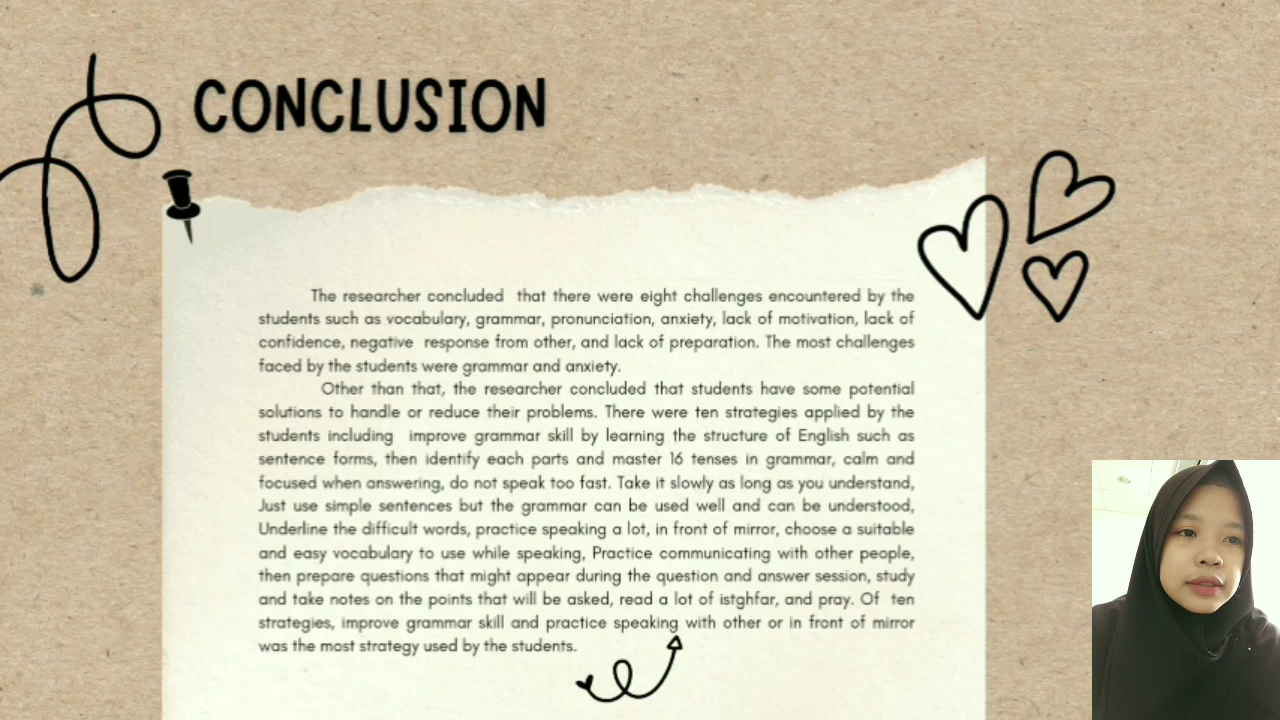 CONCLUSION
The researcher concluded that there were eight challenges encountered by the
students such as vocabulary, grammar, pronunciation, anxiety, lack of motivation, lack of
confidence, negative response from other, and lack of preparation. The most challenges
faced by the students were grammar and anxiety.
Other than that, the researcher concluded that students have some potential
solutions to handle or reduce their problems. There were ten strategies applied by the
students including improve grammar skill by learning the structure of English such as
sentence forms, then identify each parts and master 16 tenses in grammar, calm and
focused when answering, do not speak too fast. Take it slowly as long as you understand,
Just use simple sentences but the grammar can be used well and can be understood,
Underline the difficult words, practice speaking a lot, in front of mirror, choose a suitable
and easy vocabulary to use while speaking, Practice communicating with other people,
then prepare questions that might appear during the question and answer session, study
and take notes on the points that will be asked, read a lot of istghfar, and pray. Of ten
strategies, improve grammar skill and practice speaking with other or in front of mirror
was the most strategy used by the students.